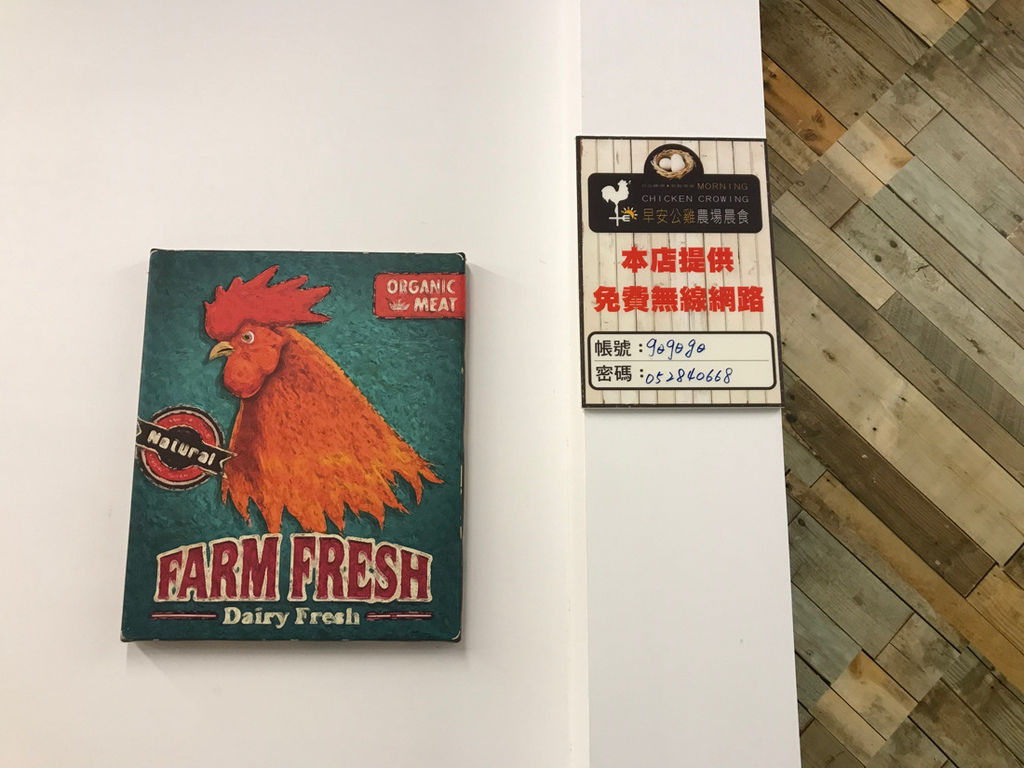 ORGANIC
MEAT
Natural
FARM FRESH
Dairy Fresh
MORNING
CHICKEN CROWING
早安公雞農場晨食
本店提供
免費無線網路
帳號：gogogo
密碼：052840668